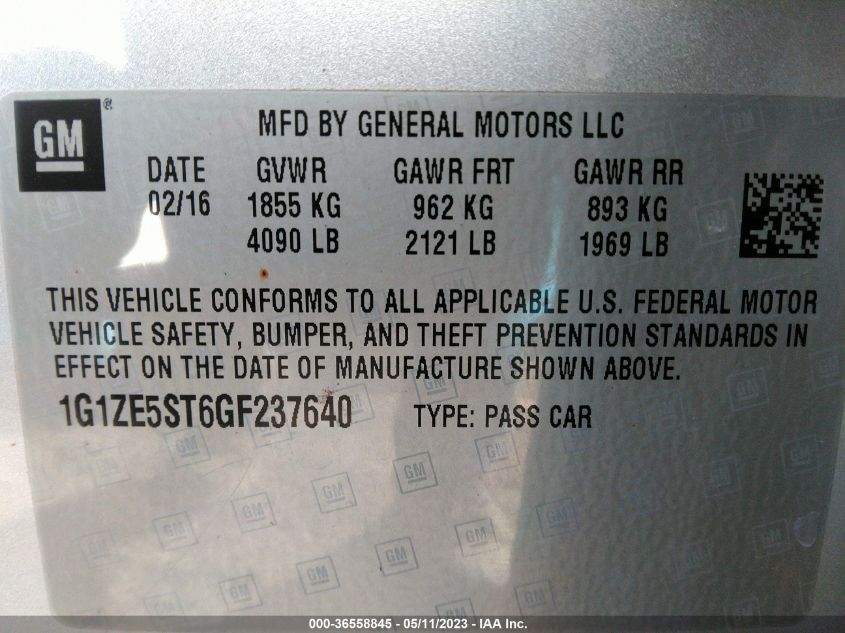 GM ® MFD BY GENERAL MOTORS LLC
DATE GVWR GAWR FRT GAWR RR
02/16 1855 KG 962 KG 893 KG
4090 LB 2121 LB 1969 LB
THIS VEHICLE CONFORMS TO ALL APPLICABLE U.S. FEDERAL MOTOR
VEHICLE SAFETY, BUMPER, AND THEFT PREVENTION STANDARDS IN
EFFECT ON THE DATE OF MANUFACTURE SHOWN ABOVE.
1G1ZE5ST6GF237640 TYPE: PASS CAR
000-36558845 - 05/11/2023 - IAA Inc.